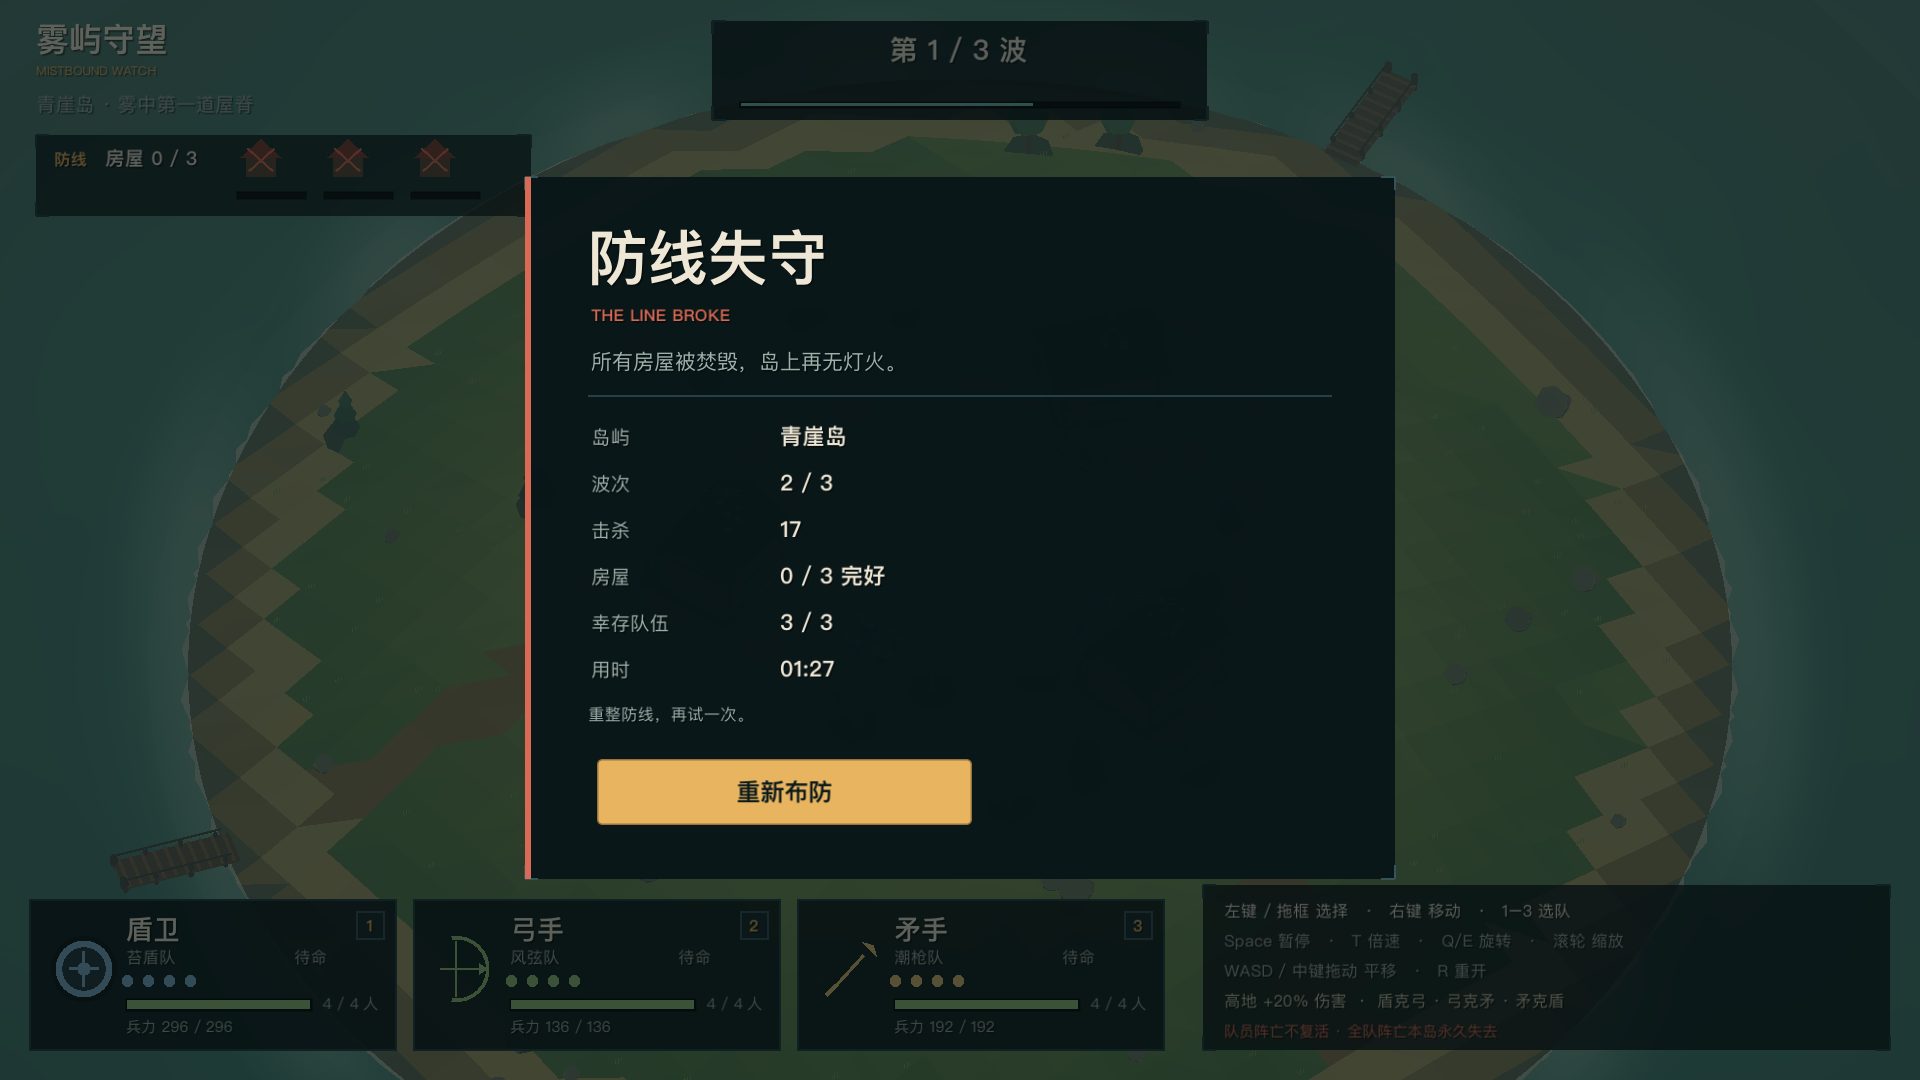 雾屿守望
MISTBOUND WATCH
青崖岛 · 雾中第一道屋脊
防线 房屋 0 / 3
第 1 / 3 波
防线失守
THE LINE BROKE
所有房屋被焚毁，岛上再无灯火。
岛屿 青崖岛
波次 2 / 3
击杀 17
房屋 0 / 3 完好
幸存队伍 3 / 3
用时 01:27
重整防线，再试一次。
重新布防
盾卫 1
苔盾队 待命
4 / 4 人
兵力 296 / 296
弓手 2
风弦队 待命
4 / 4 人
兵力 136 / 136
矛手 3
潮枪队 待命
4 / 4 人
兵力 192 / 192
左键 / 拖框 选择 · 右键 移动 · 1–3 选队
Space 暂停 · T 倍速 · Q/E 旋转 · 滚轮 缩放
WASD / 中键拖动 平移 · R 重开
高地 +20% 伤害 · 盾克弓 · 弓克矛 · 矛克盾
队员阵亡不复活 · 全队阵亡本岛永久失去